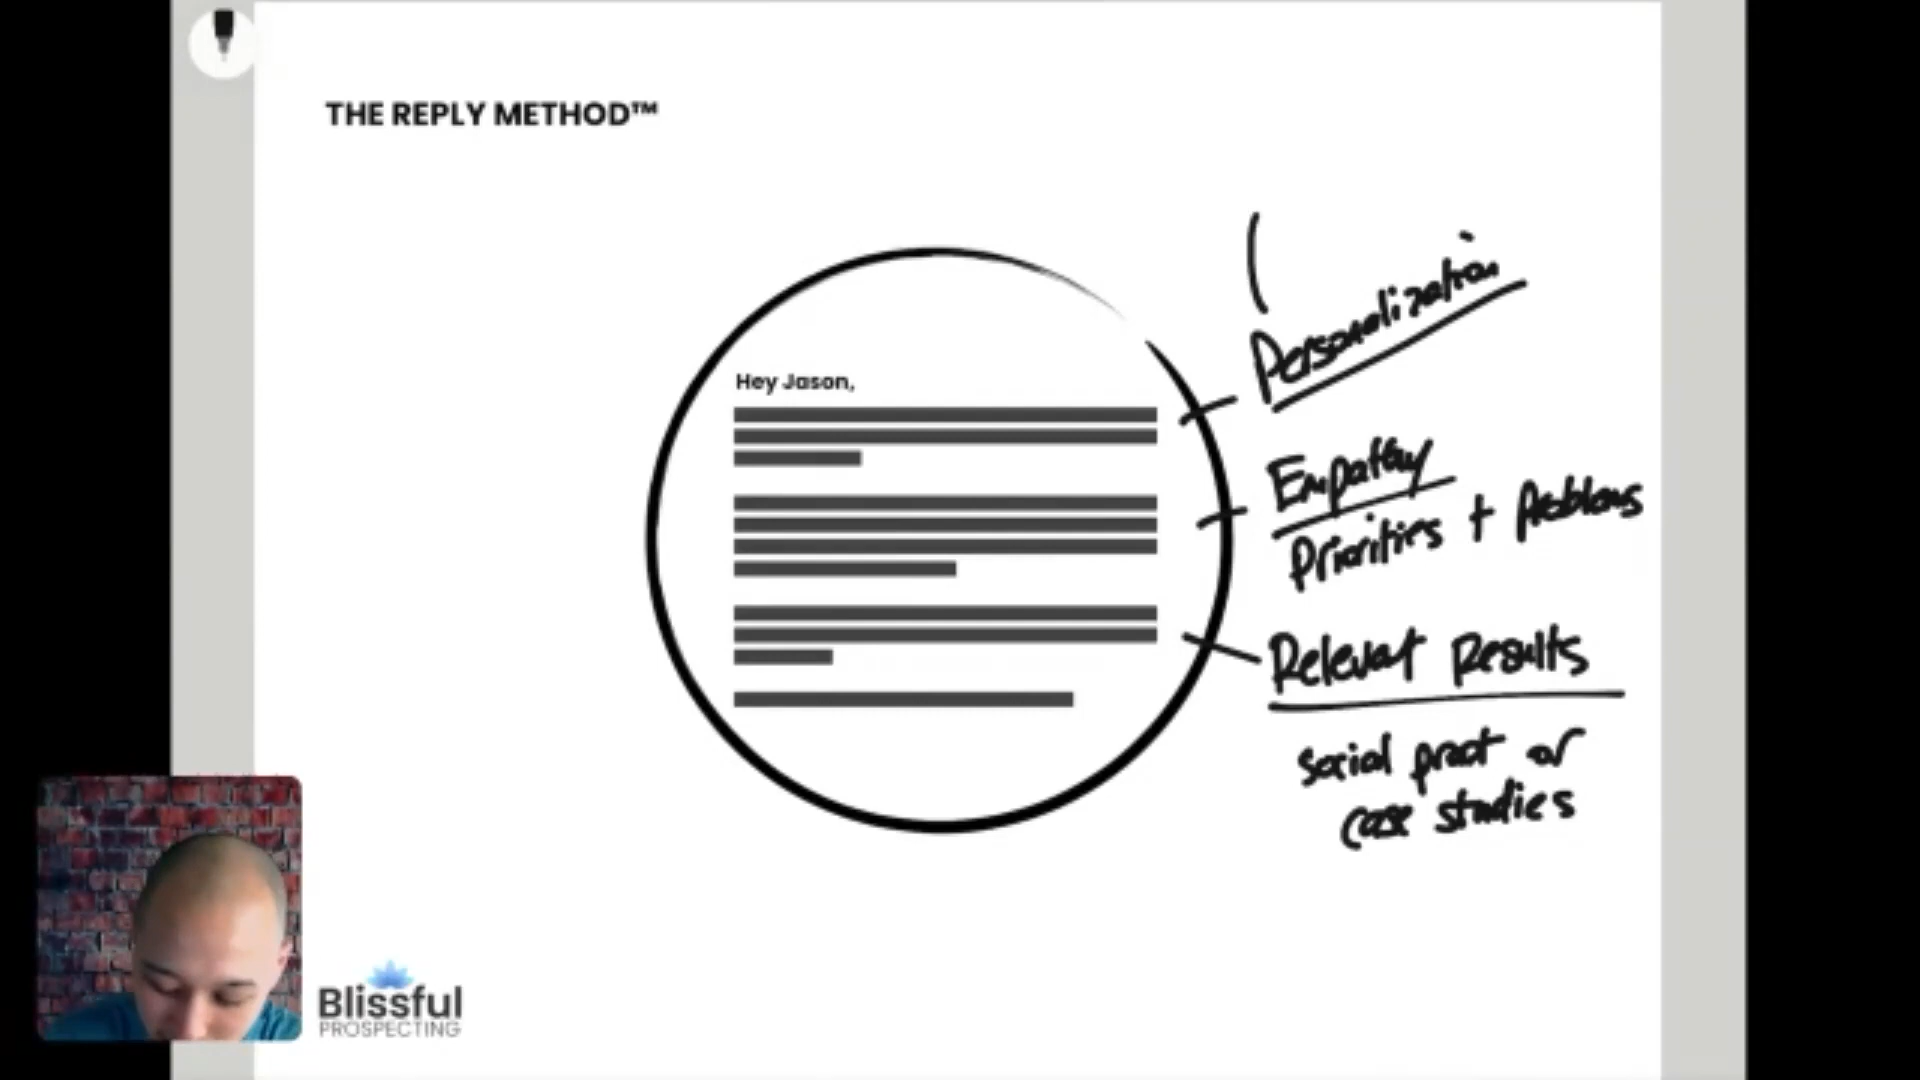 THE REPLY METHOD™
Personalization
Hey Jason,
Empathy
Priorities + Problems
Relevant Results
social proof or
case studies
Blissful
PROSPECTING